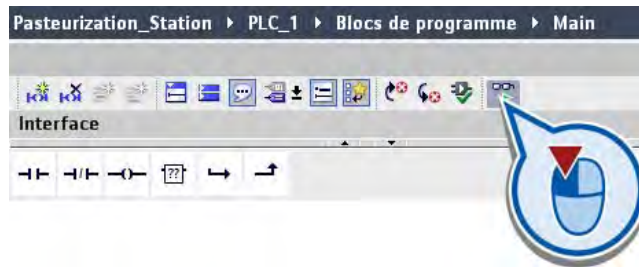 Pasteurization_Station ▸ PLC_1 ▸ Blocs de programme ▸ Main
Interface
??